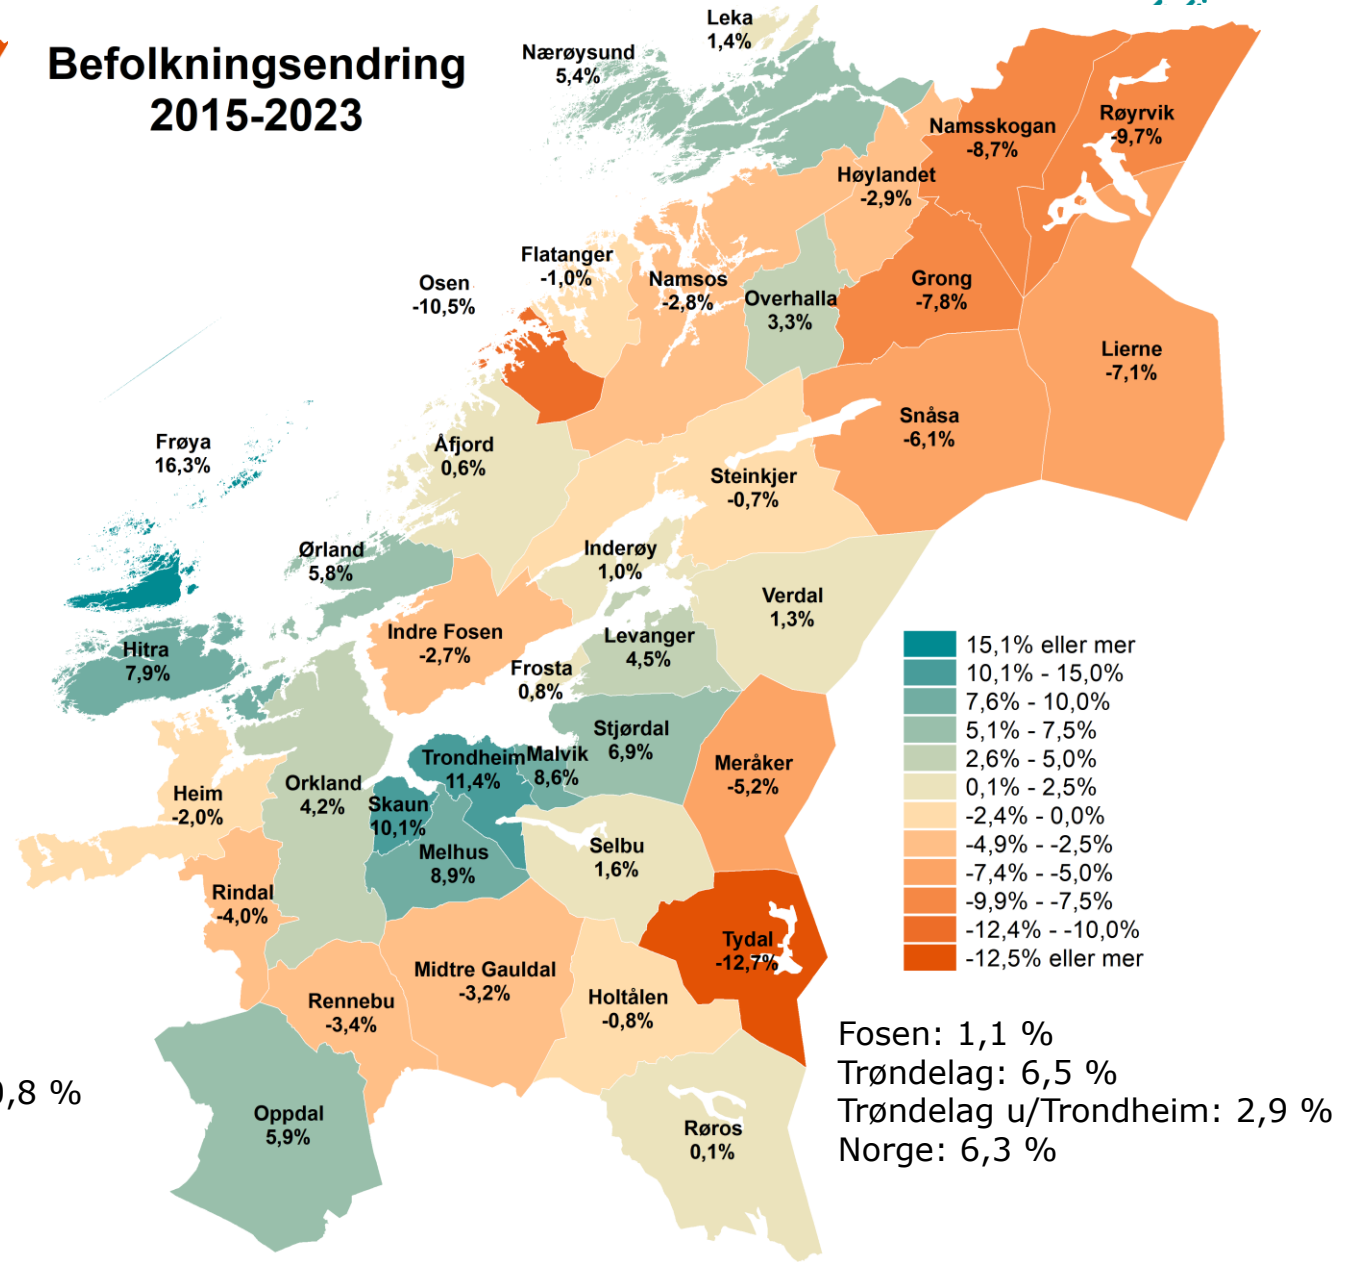 Befolkningsendring
2015-2023
Leka
1,4%
Nærøysund
5,4%
Namsskogan
-8,7%
Røyrvik
-9,7%
Høylandet
-2,9%
Flatanger
-1,0%
Osen
-10,5%
Namsos
-2,8%
Overhalla
3,3%
Grong
-7,8%
Lierne
-7,1%
Snåsa
-6,1%
Frøya
16,3%
Åfjord
0,6%
Steinkjer
-0,7%
Ørland
5,8%
Inderøy
1,0%
Verdal
1,3%
Hitra
7,9%
Indre Fosen
-2,7%
Levanger
4,5%
Frosta
0,8%
Stjørdal
6,9%
Meråker
-5,2%
Trondheim
11,4%
Malvik
8,6%
Orkland
4,2%
Heim
-2,0%
Skaun
10,1%
Melhus
8,9%
Selbu
1,6%
Rindal
-4,0%
Tydal
-12,7%
Midtre Gauldal
-3,2%
Rennebu
-3,4%
Holtålen
-0,8%
Oppdal
5,9%
Røros
0,1%
15,1% eller mer
10,1% - 15,0%
7,6% - 10,0%
5,1% - 7,5%
2,6% - 5,0%
0,1% - 2,5%
-2,4% - 0,0%
-4,9% - -2,5%
-7,4% - -5,0%
-9,9% - -7,5%
-12,4% - -10,0%
-12,5% eller mer
Fosen: 1,1 %
Trøndelag: 6,5 %
Trøndelag u/Trondheim: 2,9 %
Norge: 6,3 %
,8 %